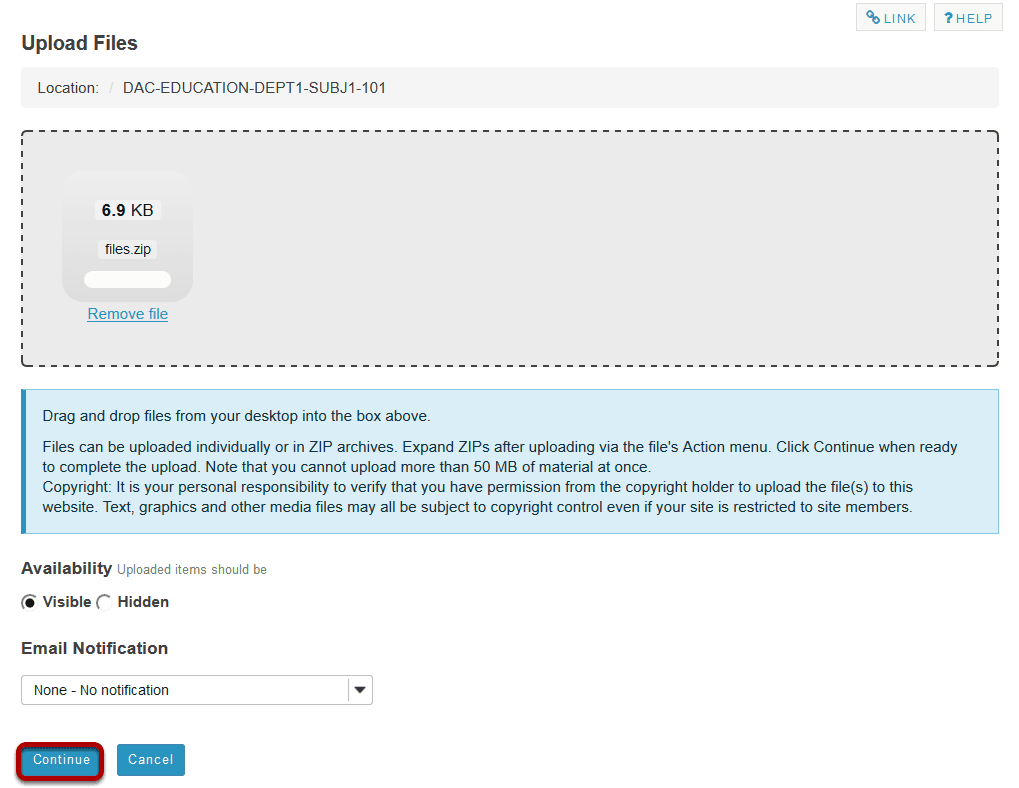 LINK
? HELP
Upload Files
Location: / DAC-EDUCATION-DEPT1-SUBJ1-101
6.9 KB
files.zip
Remove file
Drag and drop files from your desktop into the box above.
Files can be uploaded individually or in ZIP archives. Expand ZIPs after uploading via the file's Action menu. Click Continue when ready
to complete the upload. Note that you cannot upload more than 50 MB of material at once.
Copyright: It is your personal responsibility to verify that you have permission from the copyright holder to upload the file(s) to this
website. Text, graphics and other media files may all be subject to copyright control even if your site is restricted to site members.
Availability Uploaded items should be
Visible Hidden
Email Notification
None - No notification
Continue Cancel